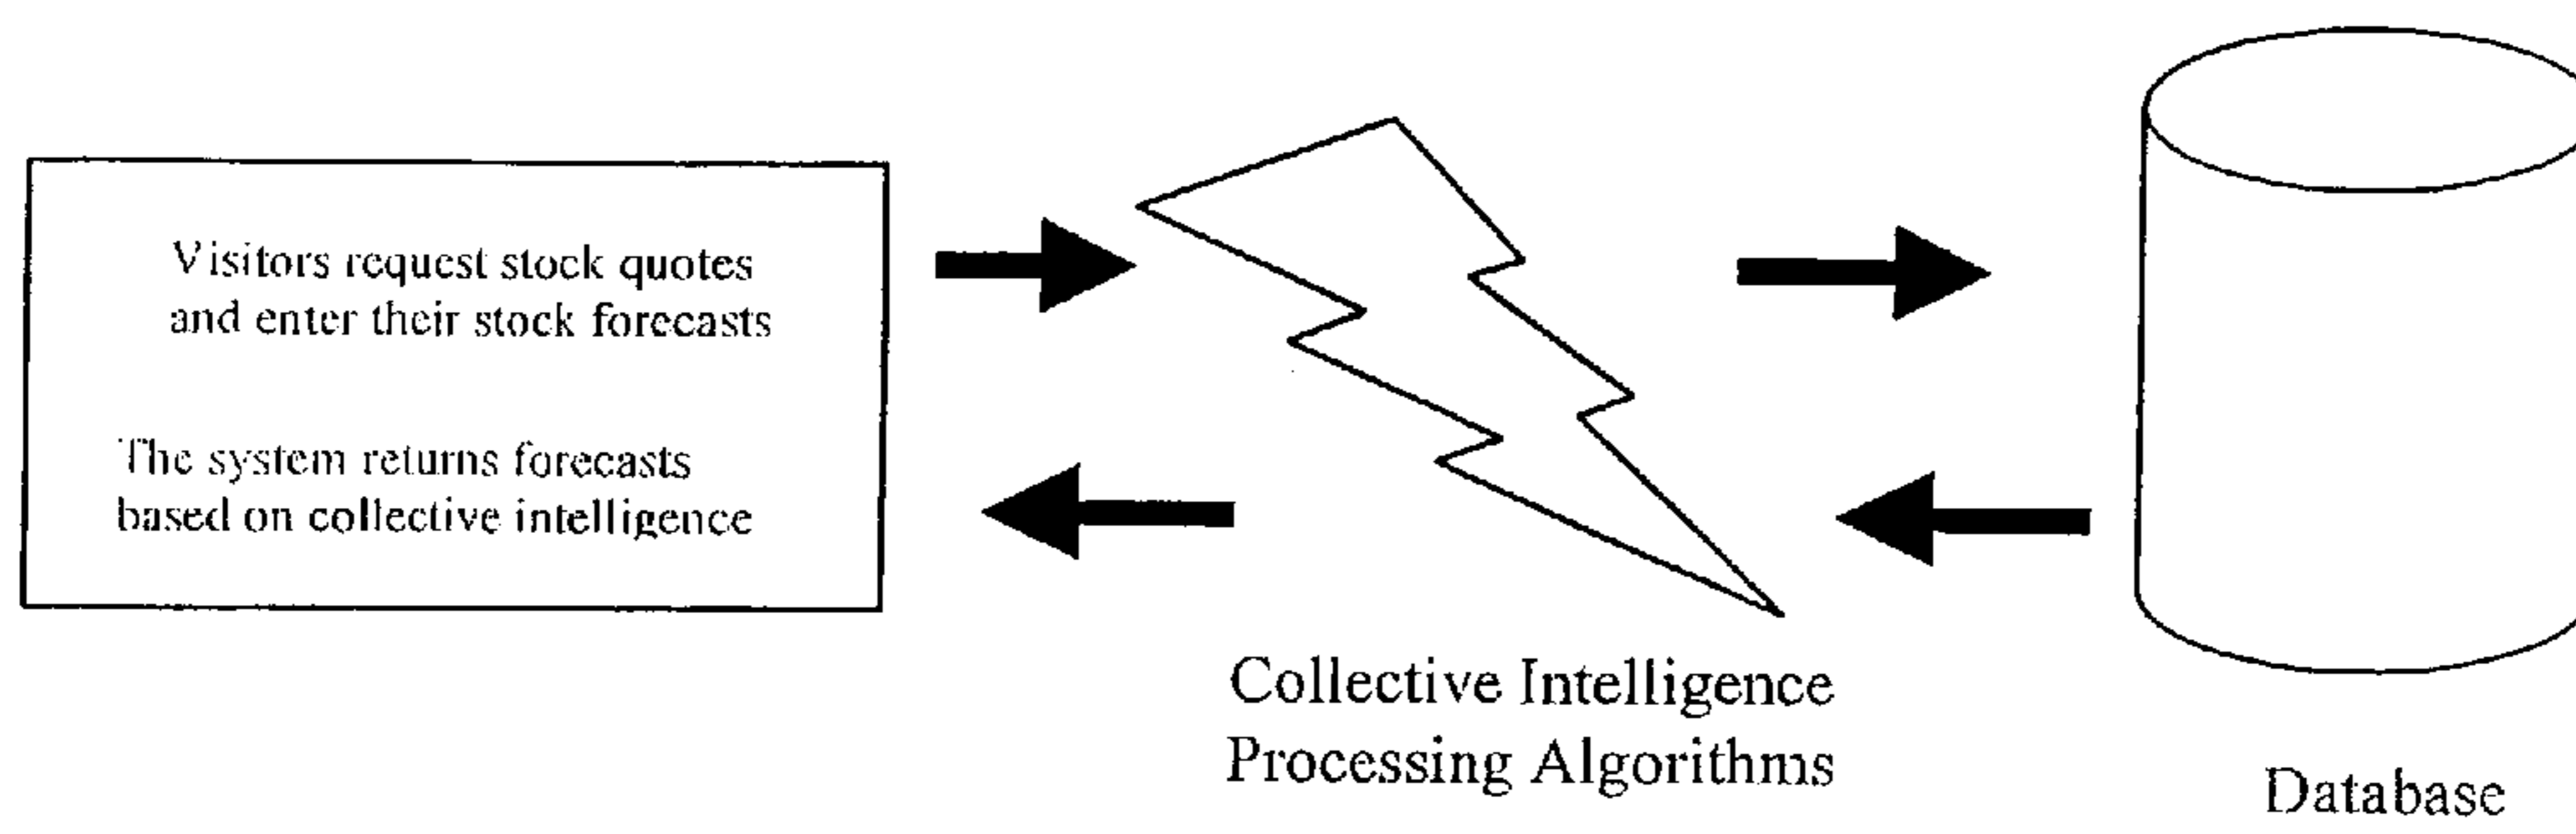 Visitors request stock quotes
and enter their stock forecasts
The system returns forecasts
based on collective intelligence
Collective Intelligence
Processing Algorithms
Database